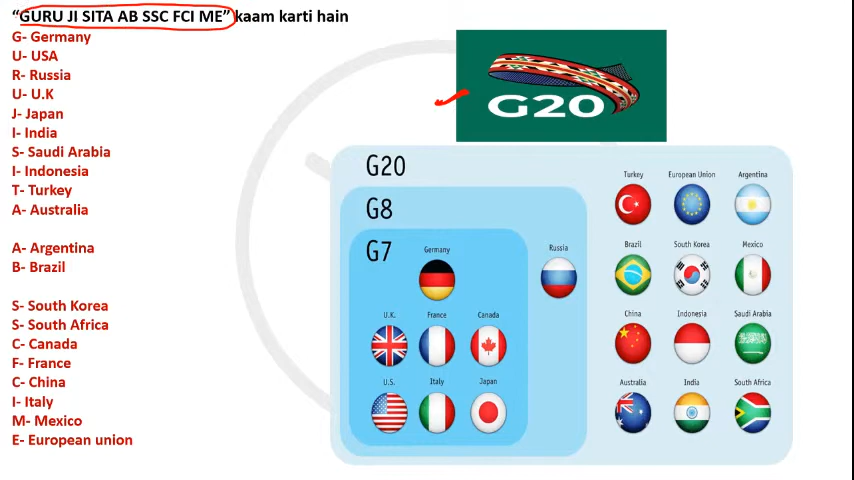 “GURU JI SITA AB SSC FCI ME” kaam karti hain
G- Germany
U- USA
R- Russia
U- U.K
J- Japan
I- India
S- Saudi Arabia
I- Indonesia
T- Turkey
A- Australia
A- Argentina
B- Brazil
S- South Korea
S- South Africa
C- Canada
F- France
C- China
I- Italy
M- Mexico
E- European union
G20
G20
G8
G7
Germany
U.K.
France
Canada
U.S.
Italy
Japan
Russia
Turkey
European Union
Argentina
Brazil
South Korea
Mexico
China
Indonesia
Saudi Arabia
Australia
India
South Africa